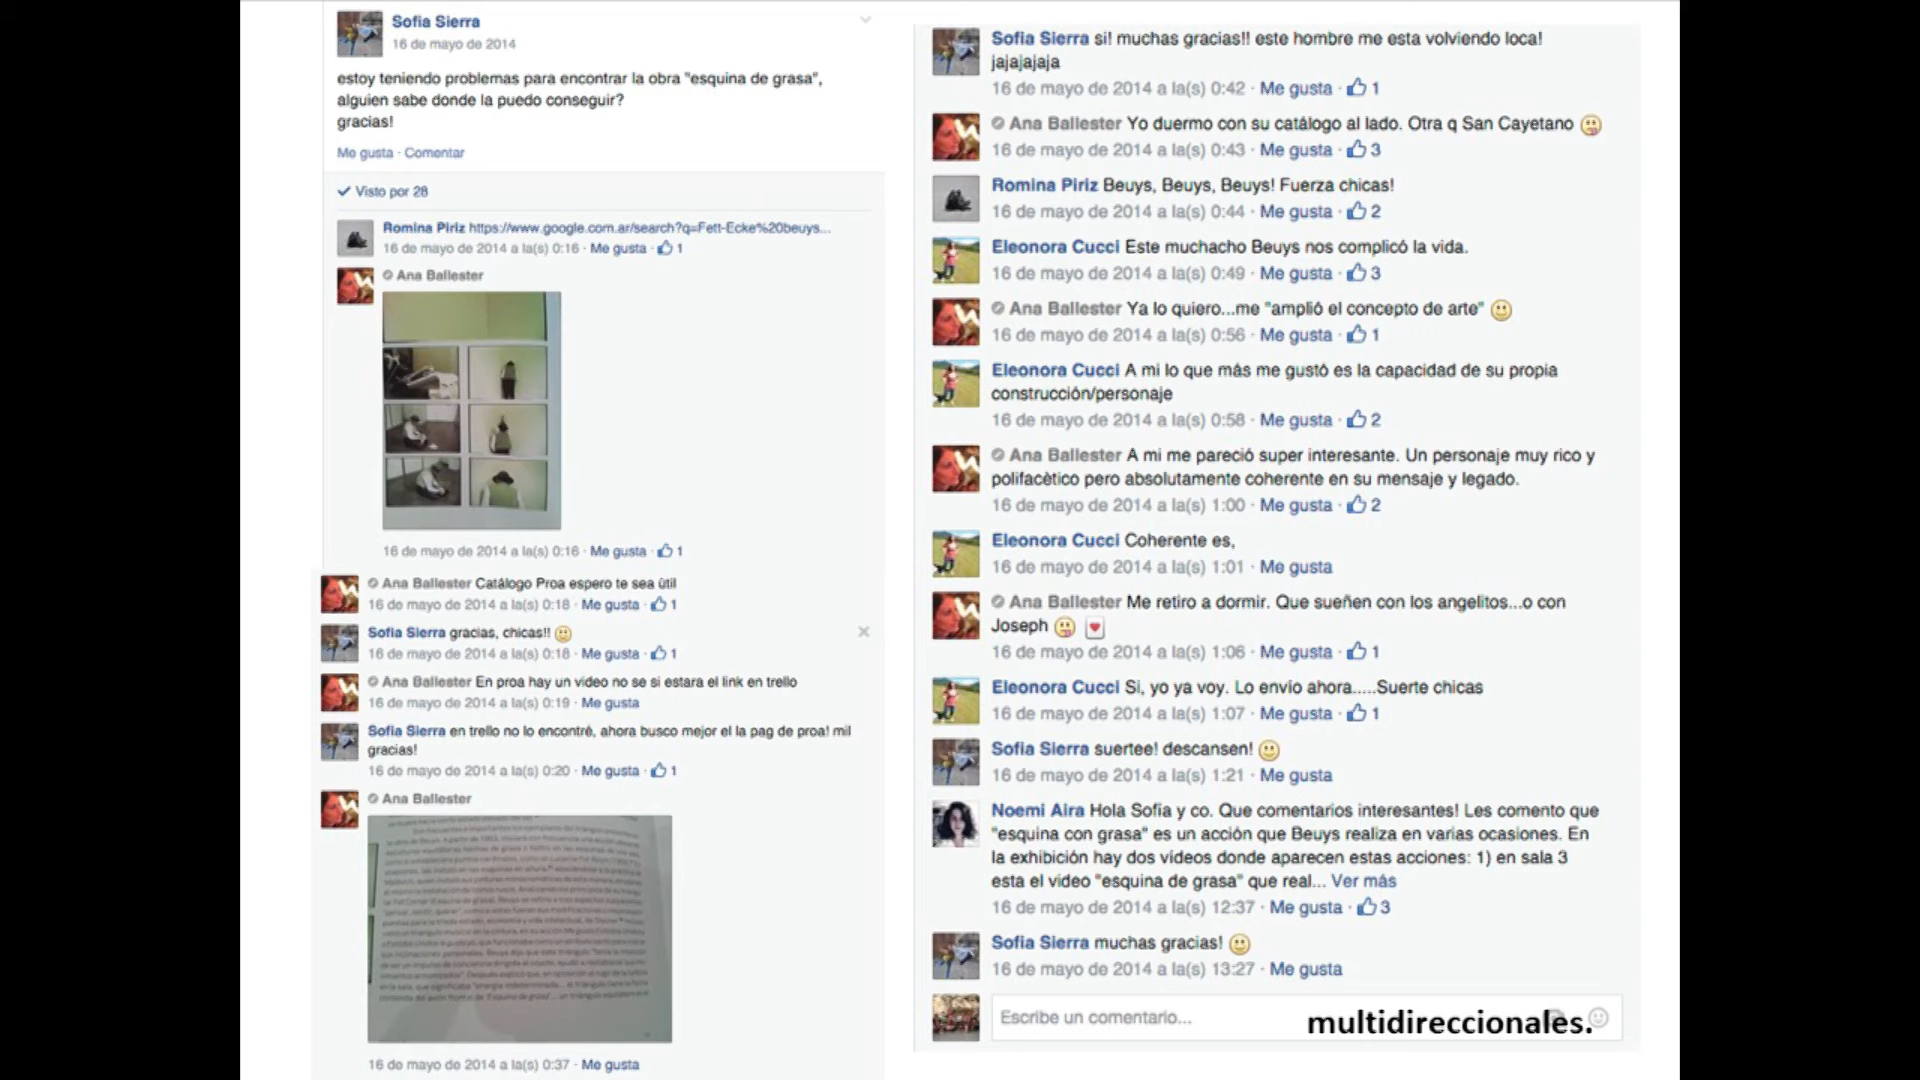 Sofia Sierra
16 de mayo de 2014
estoy teniendo problemas para encontrar la obra "esquina de grasa",
alguien sabe donde la puedo conseguir?
gracias!
Me gusta · Comentar
Visto por 28
Romina Piriz https://www.google.com.ar/search?q=Fett-Ecke%20beuys...
16 de mayo de 2014 a la(s) 0:16 · Me gusta · 1
Ana Ballester
16 de mayo de 2014 a la(s) 0:16 · Me gusta · 1
Ana Ballester Catálogo Proa espero te sea útil
16 de mayo de 2014 a la(s) 0:18 · Me gusta · 1
Sofia Sierra gracias, chicas!!
16 de mayo de 2014 a la(s) 0:18 · Me gusta · 1
Ana Ballester En proa hay un video no se si estara el link en trello
16 de mayo de 2014 a la(s) 0:19 · Me gusta
Sofia Sierra en trello no lo encontré, ahora busco mejor el la pag de proa! mil
gracias!
16 de mayo de 2014 a la(s) 0:20 · Me gusta · 1
Ana Ballester
16 de mayo de 2014 a la(s) 0:37 · Me gusta
Sofia Sierra si! muchas gracias!! este hombre me esta volviendo loca!
jajajajaja
16 de mayo de 2014 a la(s) 0:42 · Me gusta · 1
Ana Ballester Yo duermo con su catálogo al lado. Otra q San Cayetano
16 de mayo de 2014 a la(s) 0:43 · Me gusta · 3
Romina Piriz Beuys, Beuys, Beuys! Fuerza chicas!
16 de mayo de 2014 a la(s) 0:44 · Me gusta · 2
Eleonora Cucci Este muchacho Beuys nos complicó la vida.
16 de mayo de 2014 a la(s) 0:49 · Me gusta · 3
Ana Ballester Ya lo quiero...me "amplió el concepto de arte"
16 de mayo de 2014 a la(s) 0:56 · Me gusta · 1
Eleonora Cucci A mi lo que más me gustó es la capacidad de su propia
construcción/personaje
16 de mayo de 2014 a la(s) 0:58 · Me gusta · 2
Ana Ballester A mi me pareció super interesante. Un personaje muy rico y
polifacètico pero absolutamente coherente en su mensaje y legado.
16 de mayo de 2014 a la(s) 1:00 · Me gusta · 2
Eleonora Cucci Coherente es,
16 de mayo de 2014 a la(s) 1:01 · Me gusta
Ana Ballester Me retiro a dormir. Que sueñen con los angelitos...o con
Joseph
16 de mayo de 2014 a la(s) 1:06 · Me gusta · 1
Eleonora Cucci Si, yo ya voy. Lo envío ahora.....Suerte chicas
16 de mayo de 2014 a la(s) 1:07 · Me gusta · 1
Sofia Sierra suertee! descansen!
16 de mayo de 2014 a la(s) 1:21 · Me gusta
Noemi Aira Hola Sofía y co. Que comentarios interesantes! Les comento que
"esquina con grasa" es un acción que Beuys realiza en varias ocasiones. En
la exhibición hay dos vídeos donde aparecen estas acciones: 1) en sala 3
esta el video "esquina de grasa" que real... Ver más
16 de mayo de 2014 a la(s) 12:37 · Me gusta · 3
Sofia Sierra muchas gracias!
16 de mayo de 2014 a la(s) 13:27 · Me gusta
Escribe un comentario...
multidireccionales.